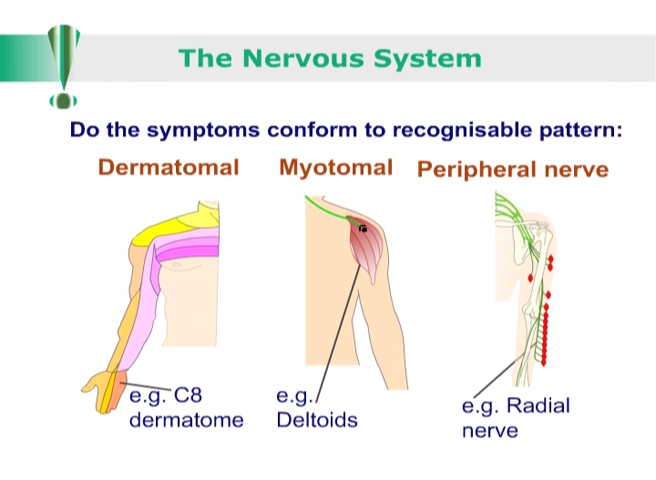 The Nervous System
Do the symptoms conform to recognisable pattern:
Dermatomal
Myotomal
Peripheral nerve
e.g. C8
dermatome
e.g.
Deltoids
e.g. Radial
nerve